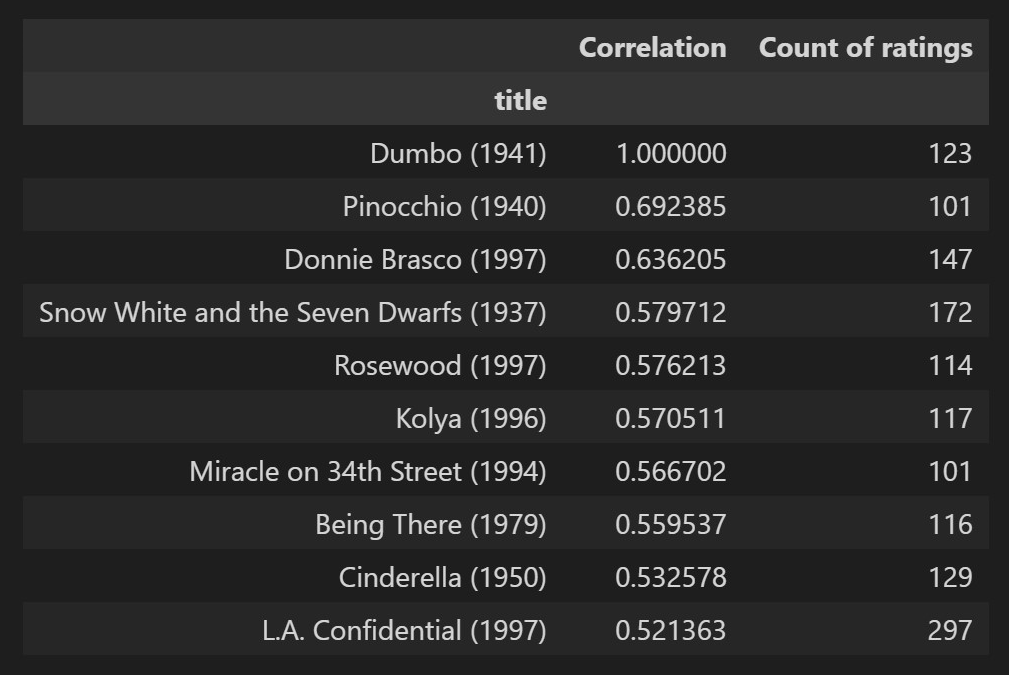 Correlation Count of ratings
title
Dumbo (1941) 1.000000 123
Pinocchio (1940) 0.692385 101
Donnie Brasco (1997) 0.636205 147
Snow White and the Seven Dwarfs (1937) 0.579712 172
Rosewood (1997) 0.576213 114
Kolya (1996) 0.570511 117
Miracle on 34th Street (1994) 0.566702 101
Being There (1979) 0.559537 116
Cinderella (1950) 0.532578 129
L.A. Confidential (1997) 0.521363 297